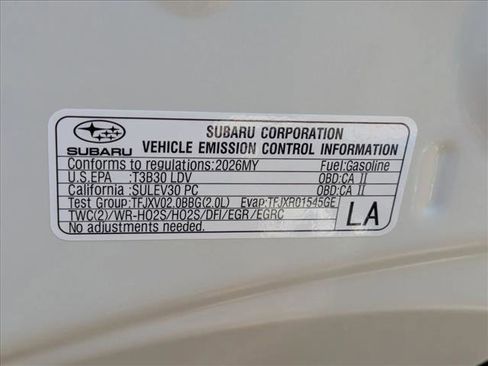 SUBARU CORPORATION
SUBARU VEHICLE EMISSION CONTROL INFORMATION
Conforms to regulations:2026MY Fuel:Gasoline
U.S.EPA :T3B30 LDV OBD:CA II
California :SULEV30 PC OBD:CA II
Test Group:TFJXV02.0BBG(2.0L) Evap:TFJXR01545GE
TWC(2)/WR-HO2S/HO2S/DFI/EGR/EGRC
No adjustments needed.
LA